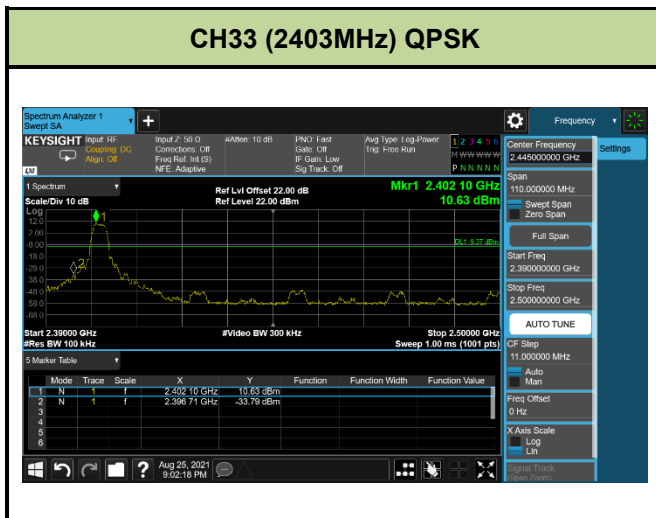 CH33 (2403MHz) QPSK
Spectrum Analyzer 1
Swept SA
Frequency
KEYSIGHT
Input: RF
Coupling: DC
Align: Off
Input Z: 50 Ω
Corrections: Off
Freq Ref: Int (S)
NFE: Adaptive
#Atten: 10 dB
PNO: Fast
Gate: Off
IF Gain: Low
Sig Track: Off
Avg Type: Log-Power
Trig: Free Run
1 2 3 4 5 6
M W W W W W
P N N N N N
LXI
1 Spectrum
Scale/Div 10 dB
Ref Lvl Offset 22.00 dB
Ref Level 22.00 dBm
Mkr1 2.402 10 GHz
10.63 dBm
Log
12.0
2.00
-8.00
-18.0
-28.0
-38.0
-48.0
-58.0
-68.0
1
2
DL1 -9.37 dBm
Start 2.39000 GHz
#Video BW 300 kHz
Stop 2.50000 GHz
#Res BW 100 kHz
Sweep 1.00 ms (1001 pts)
5 Marker Table
Mode Trace Scale X Y Function Function Width Function Value
1 N 1 f 2.402 10 GHz 10.63 dBm
2 N 1 f 2.396 71 GHz -33.79 dBm
3
4
5
6
Aug 25, 2021
9:02:18 PM
Center Frequency
2.445000000 GHz
Settings
Span
110.000000 MHz
Swept Span
Zero Span
Full Span
Start Freq
2.390000000 GHz
Stop Freq
2.500000000 GHz
AUTO TUNE
CF Step
11.000000 MHz
Auto
Man
Freq Offset
0 Hz
X Axis Scale
Log
Lin
Signal Track
(Span Zoom)